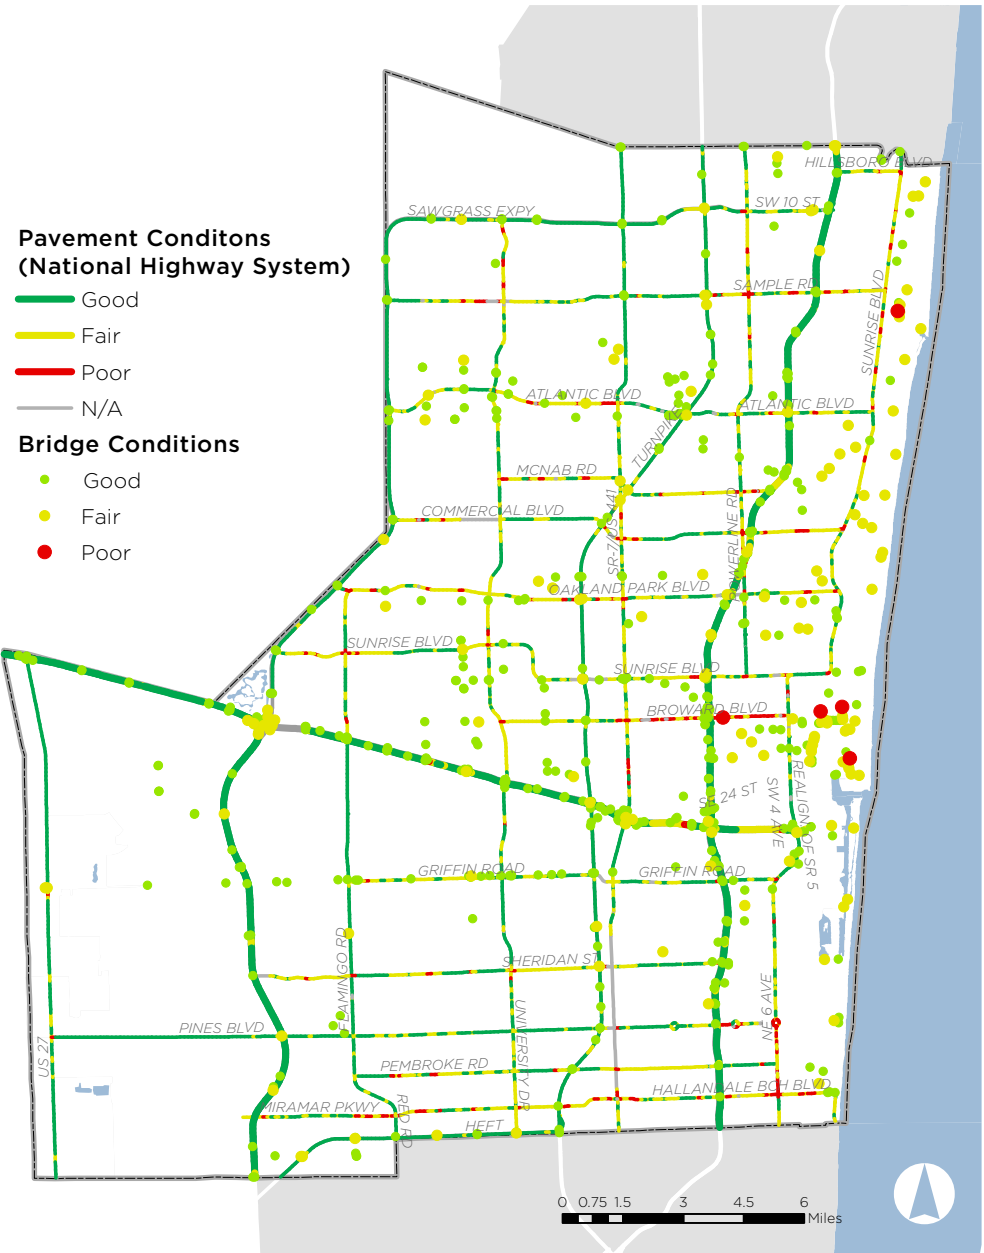 HILLSBORO BLVD
SW 10 ST
SAWGRASS EXPY
Pavement Conditons
(National Highway System)
Good
Fair
Poor
N/A
Bridge Conditions
Good
Fair
Poor
SAMPLE RD
SUNRISE BLVD
ATLANTIC BLVD
ATLANTIC BLVD
TURNPIKE
MCNAB RD
COMMERCIAL BLVD
SR-7/US-441
POWERLINE RD
OAKLAND PARK BLVD
SUNRISE BLVD
SUNRISE BLVD
BROWARD BLVD
SE 24 ST
SW 4 AVE
REALIGN OF SR 5
GRIFFIN ROAD
GRIFFIN ROAD
FLAMINGO RD
SHERIDAN ST
NE 6 AVE
UNIVERSITY DR
PINES BLVD
US 27
PEMBROKE RD
HALLANDALE BCH BLVD
MIRAMAR PKWY
RED RD
HEFT
0 0.75 1.5 3 4.5 6
Miles